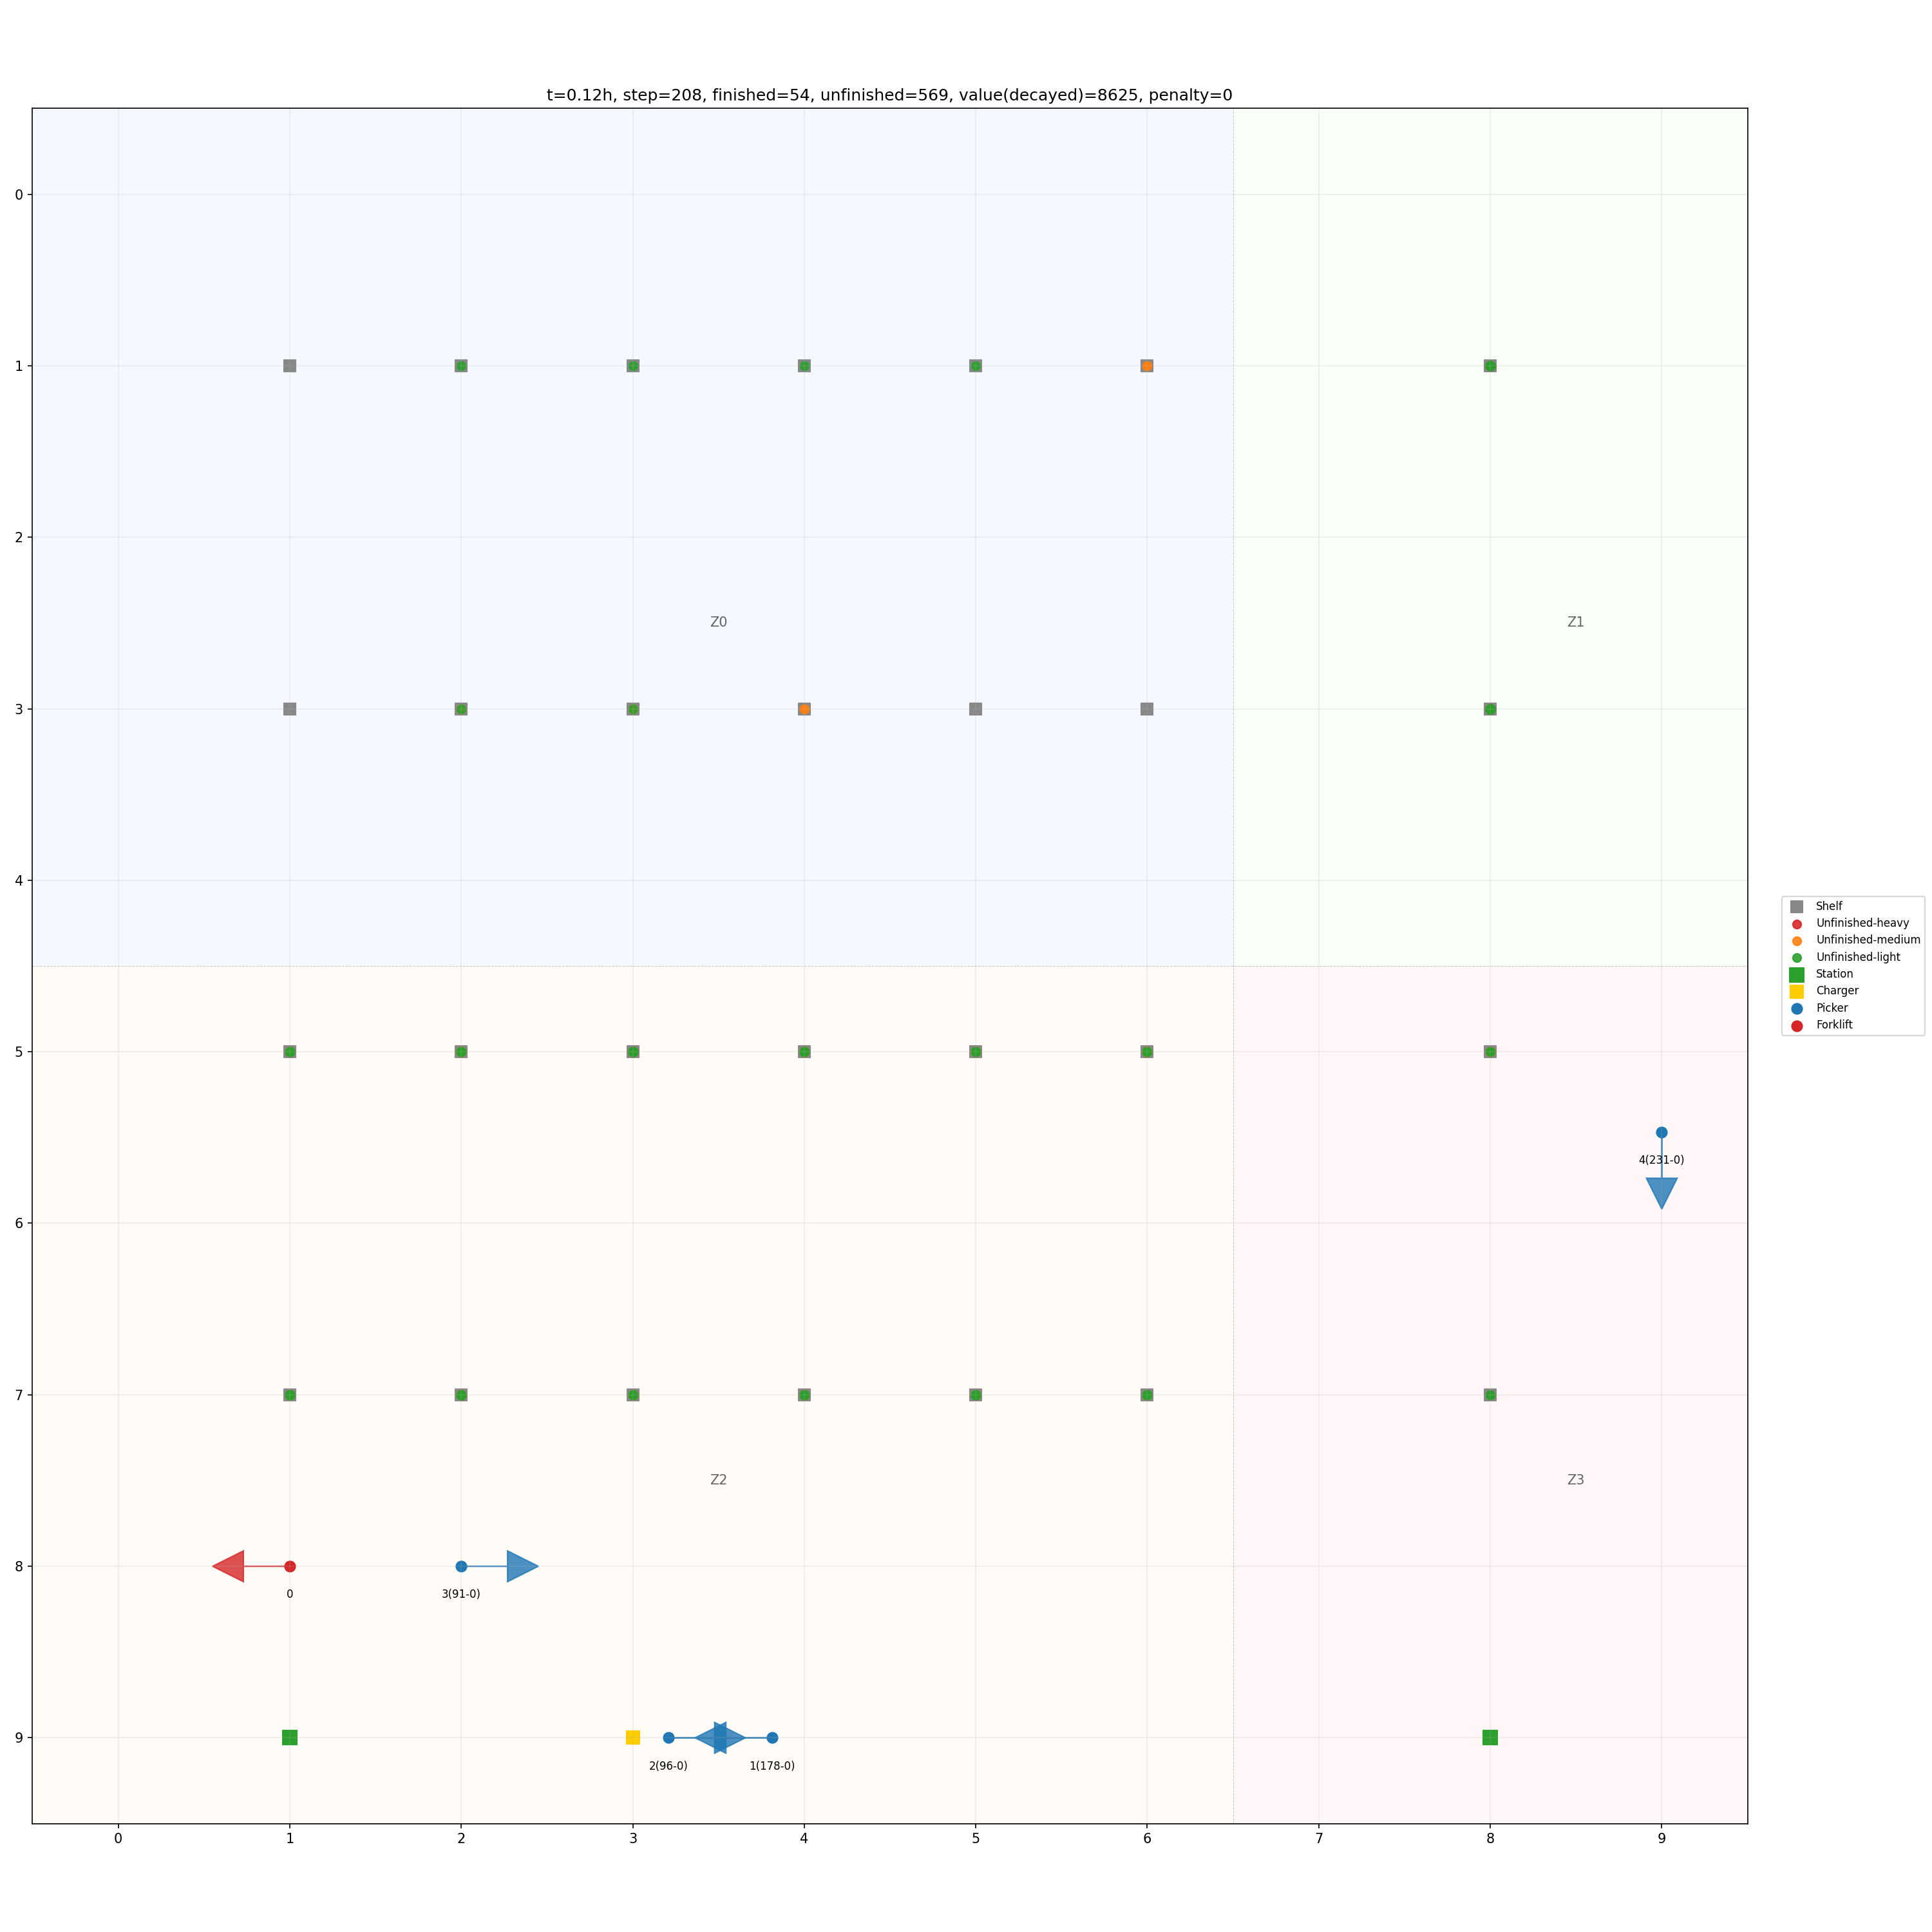 t=0.12h, step=208, finished=54, unfinished=569, value(decayed)=8625, penalty=0
0
1
2
Z0
Z1
3
4
Shelf
Unfinished-heavy
Unfinished-medium
Unfinished-light
Station
Charger
Picker
Forklift
5
4(231-0)
6
7
Z2
Z3
8
0
3(91-0)
9
2(96-0)
1(178-0)
0 1 2 3 4 5 6 7 8 9